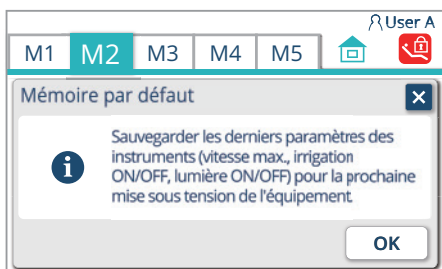 User A
M1 M2 M3 M4 M5
Mémoire par défaut
Sauvegarder les derniers paramètres des
instruments (vitesse max., irrigation
ON/OFF, lumière ON/OFF) pour la prochaine
mise sous tension de l'équipement.
OK